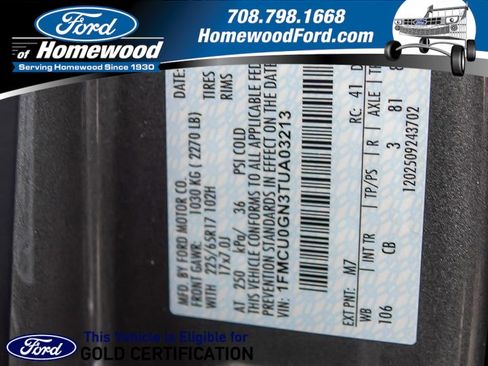 Ford
of Homewood
Serving Homewood Since 1930
708.798.1668
HomewoodFord.com
MFD. BY FORD MOTOR CO.
DATE:
FRONT GAWR: 1030 KG ( 2270 LB)
WITH 225/65R17 102H TIRES
17x7.0J RIMS
AT 250 kPa/ 36 PSI COLD
THIS VEHICLE CONFORMS TO ALL APPLICABLE FED
PREVENTION STANDARDS IN EFFECT ON THE DATE
VIN: 1FMCU0GN3TUA03213
EXT PNT: M7 RC: 41
WB INT TR TP/PS R AXLE TR
106 CB 3 81
1202509243702
Ford
This Vehicle is Eligible for
GOLD CERTIFICATION